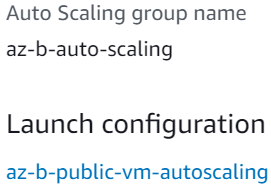 Auto Scaling group name
az-b-auto-scaling
Launch configuration
az-b-public-vm-autoscaling